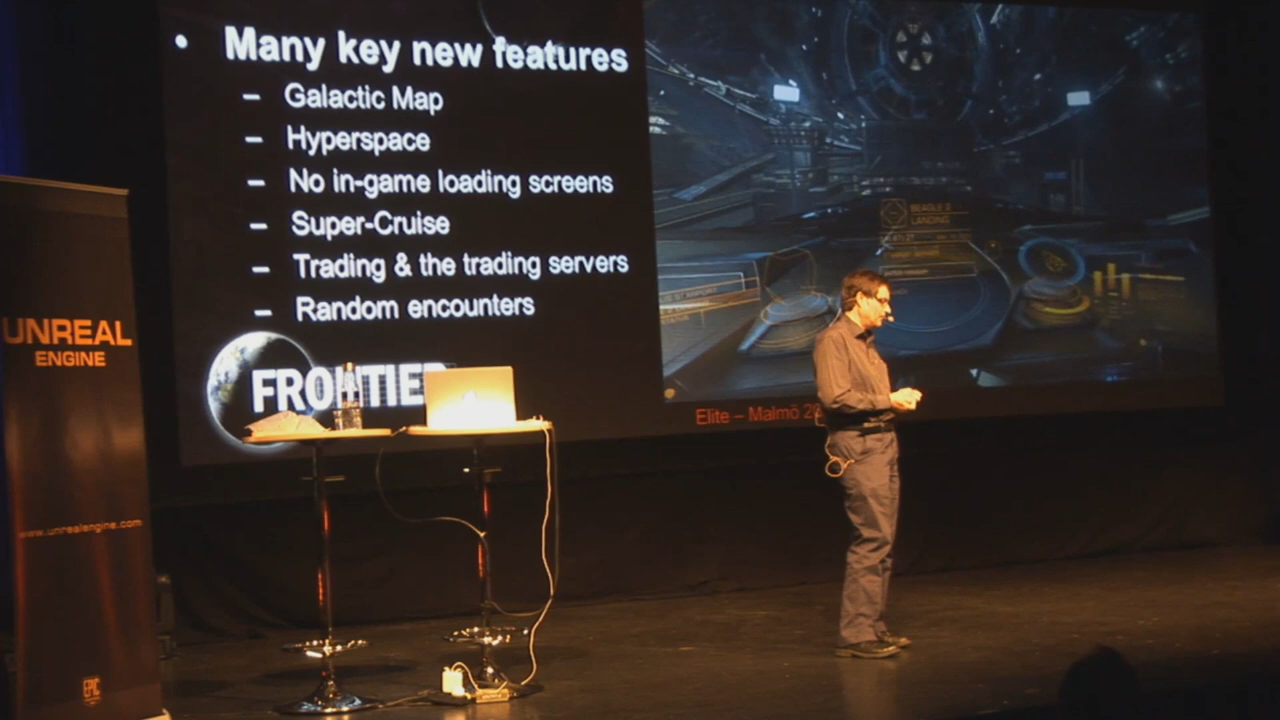 • Many key new features
– Galactic Map
– Hyperspace
– No in-game loading screens
– Super-Cruise
– Trading & the trading servers
– Random encounters
FRONTIER
Elite – Malmö
BEAGLE 2
LANDING
UNREAL
ENGINE
www.unrealengine.com
EPIC